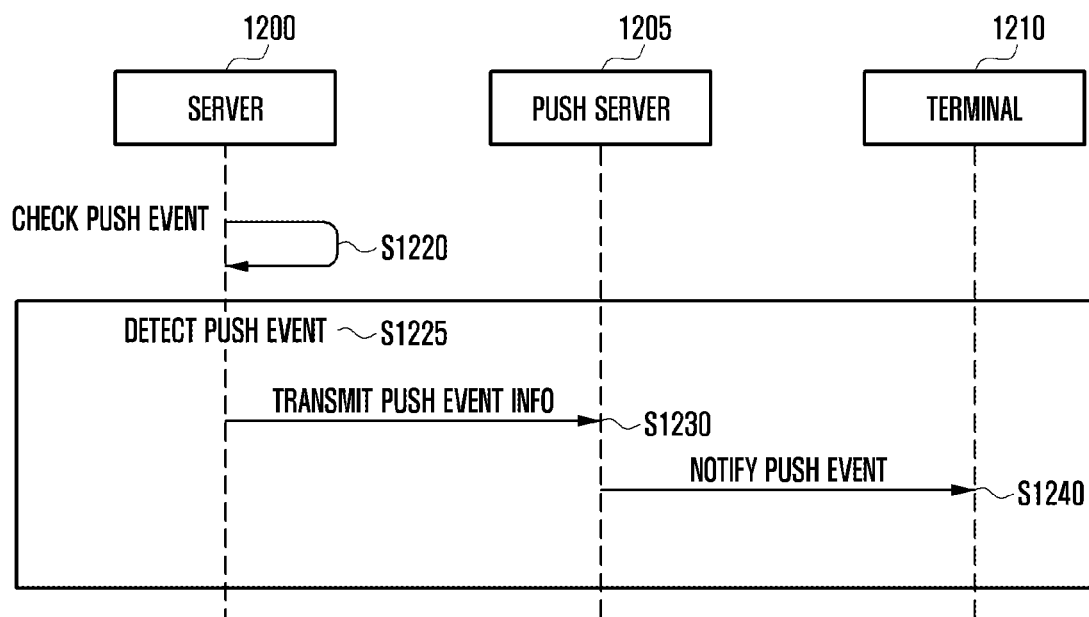 1200
1205
1210
SERVER
PUSH SERVER
TERMINAL
CHECK PUSH EVENT
S1220
DETECT PUSH EVENT
S1225
TRANSMIT PUSH EVENT INFO
S1230
NOTIFY PUSH EVENT
S1240